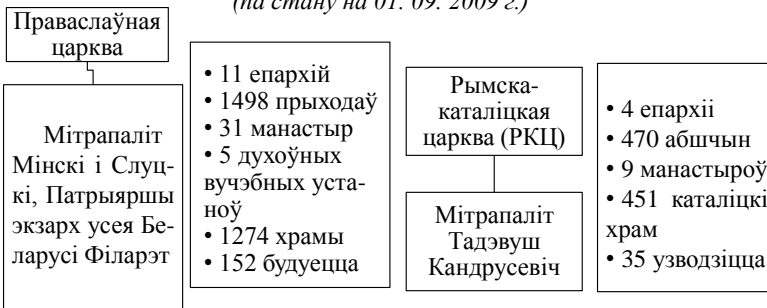 (па стану на 01. 09. 2009 г.)
Праваслаўная
царква
Мітрапаліт
Мінскі і Слуц-
кі, Патрыяршы
экзарх усея Бе-
ларусі Філарэт
• 11 епархій
• 1498 прыходаў
• 31 манастыр
• 5 духоўных
вучэбных уста-
ноў
• 1274 храмы
• 152 будуецца
Рымска-
каталіцкая
царква (РКЦ)
Мітрапаліт
Тадэвуш
Кандрусевіч
• 4 епархіі
• 470 абшчын
• 9 манастыроў
• 451 каталіцкі
храм
• 35 узводзіцца